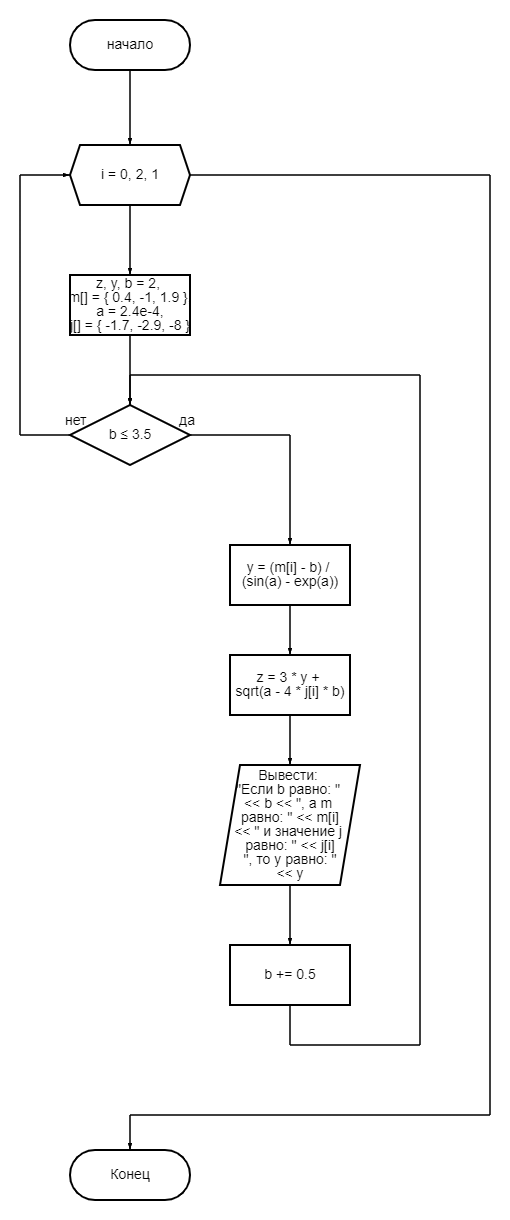 начало
i = 0, 2, 1
z, y, b = 2,
m[] = { 0.4, -1, 1.9 }
a = 2.4e-4,
j[] = { -1.7, -2.9, -8 }
нет
да
b ≤ 3.5
y = (m[i] - b) /
(sin(a) - exp(a))
z = 3 * y +
sqrt(a - 4 * j[i] * b)
Вывести:
"Если b равно: "
<< b << ", а m
равно: " << m[i]
<< " и значение j
равно: " << j[i]
", то y равно: "
<< y
b += 0.5
Конец